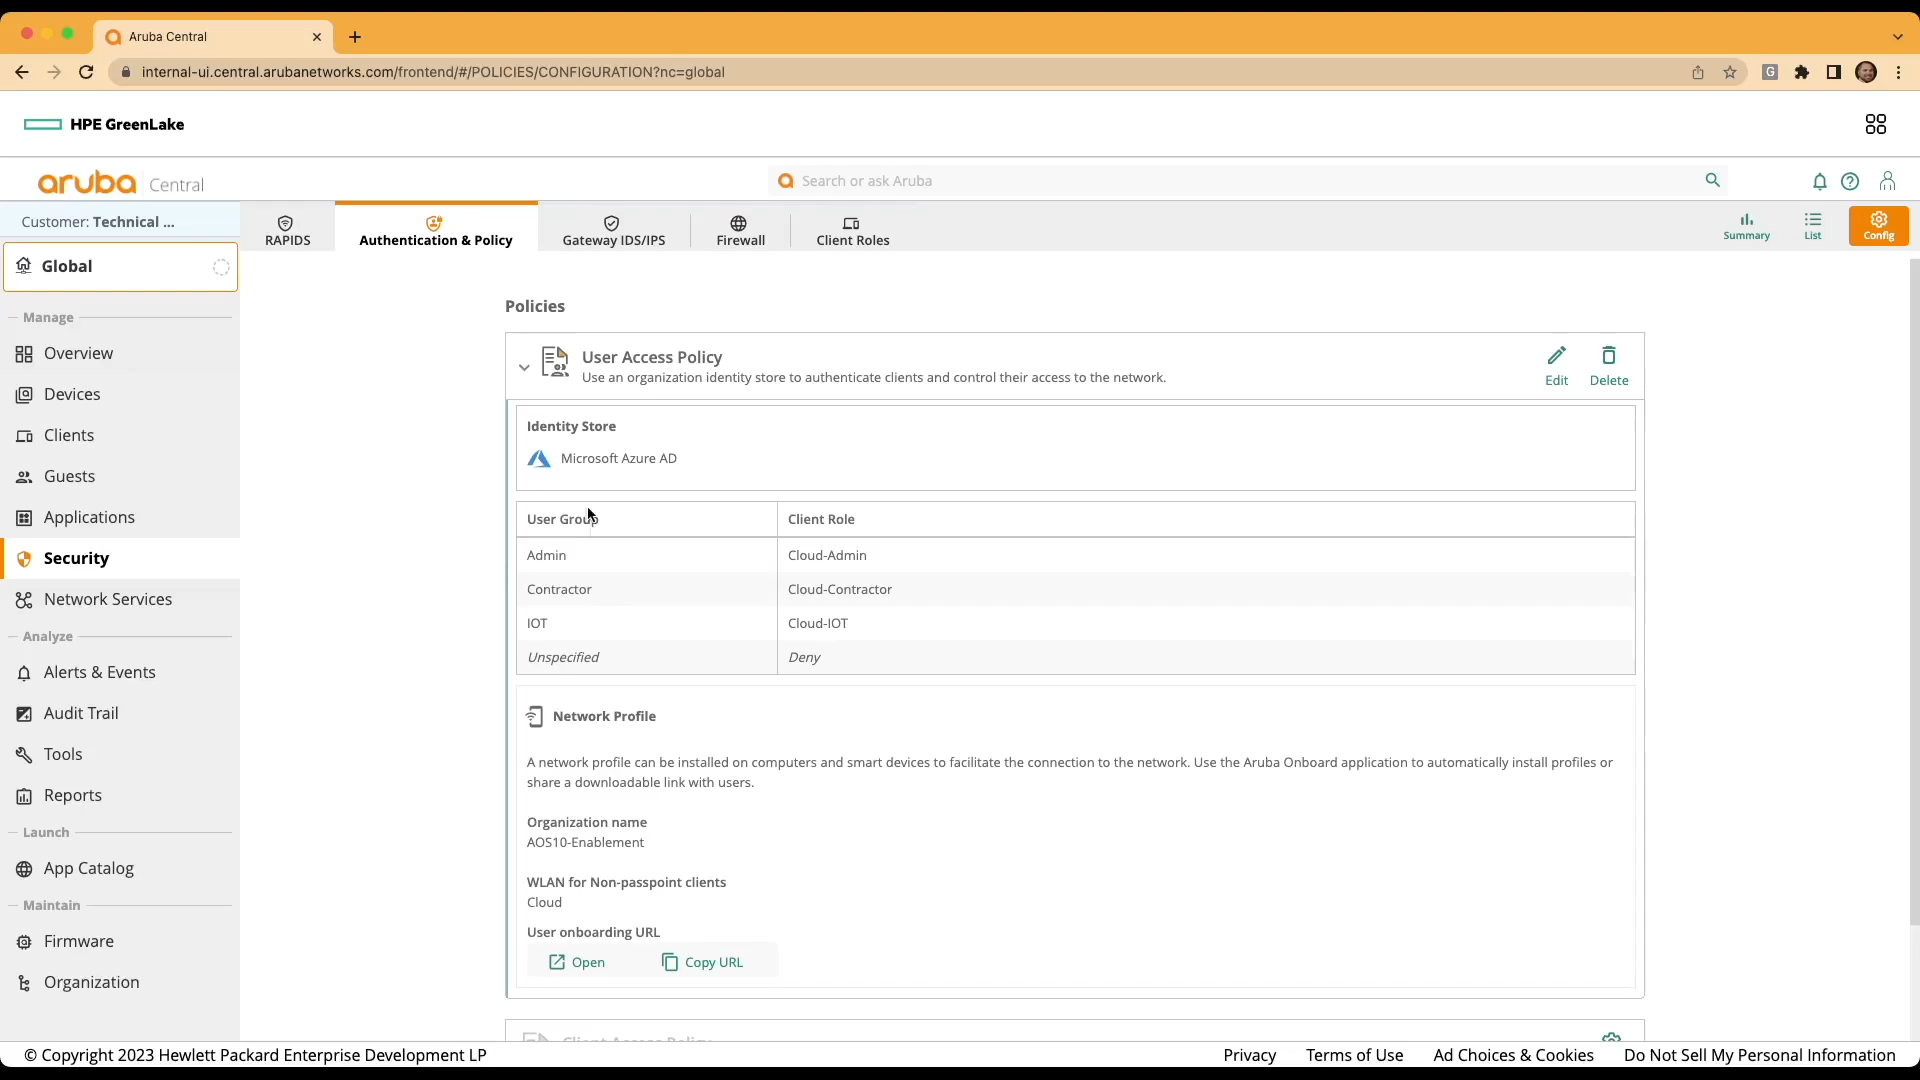 Aruba Central
internal-ui.central.arubanetworks.com/frontend/#/POLICIES/CONFIGURATION?nc=global
G
HPE GreenLake
aruba Central
Search or ask Aruba
Customer: Technical ...
RAPIDS
Authentication & Policy
Gateway IDS/IPS
Firewall
Client Roles
Summary
List
Config
Global
Manage
Overview
Devices
Clients
Guests
Applications
Security
Network Services
Analyze
Alerts & Events
Audit Trail
Tools
Reports
Launch
App Catalog
Maintain
Firmware
Organization
Policies
User Access Policy
Use an organization identity store to authenticate clients and control their access to the network.
Edit
Delete
Identity Store
Microsoft Azure AD
User Group
Client Role
Admin
Cloud-Admin
Contractor
Cloud-Contractor
IOT
Cloud-IOT
Unspecified
Deny
Network Profile
A network profile can be installed on computers and smart devices to facilitate the connection to the network. Use the Aruba Onboard application to automatically install profiles or
share a downloadable link with users.
Organization name
AOS10-Enablement
WLAN for Non-passpoint clients
Cloud
User onboarding URL
Open
Copy URL
Client Access Policy
© Copyright 2023 Hewlett Packard Enterprise Development LP
Privacy
Terms of Use
Ad Choices & Cookies
Do Not Sell My Personal Information